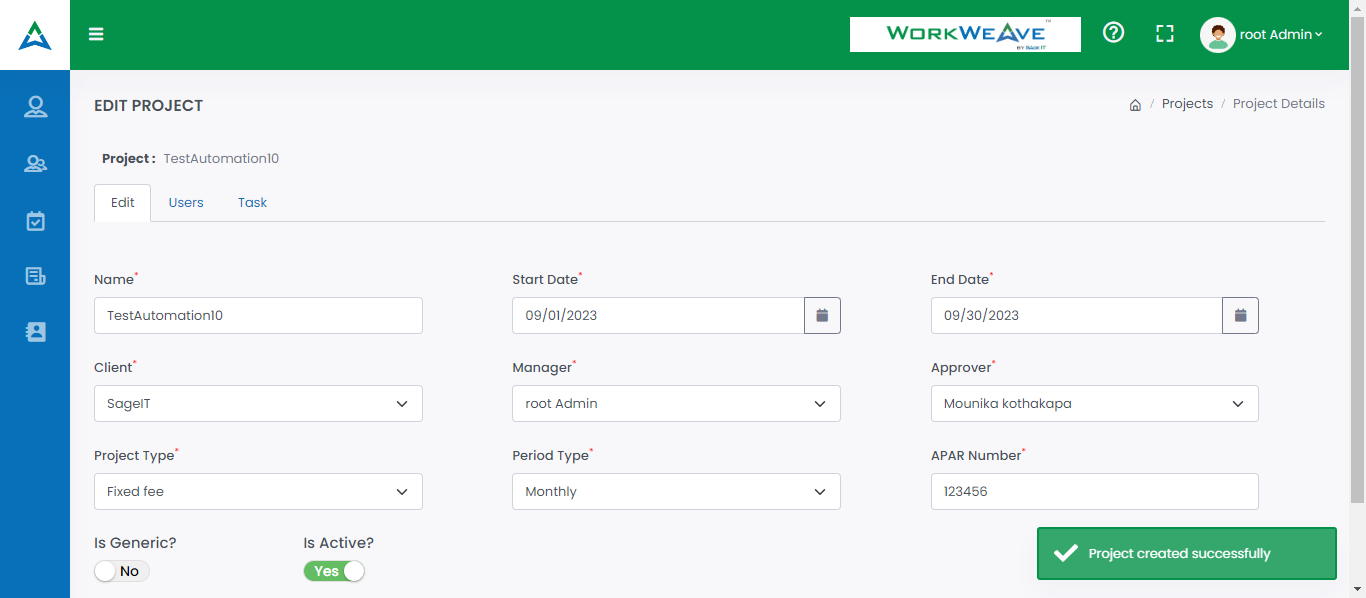 WORKWEAVE™
BY SAGE IT
root Admin
EDIT PROJECT
/ Projects / Project Details
Project : TestAutomation10
Edit Users Task
Name* Start Date* End Date*
TestAutomation10 09/01/2023 09/30/2023
Client* Manager* Approver*
SageIT root Admin Mounika kothakapa
Project Type* Period Type* APAR Number*
Fixed fee Monthly 123456
Is Generic? Is Active?
No Yes
Project created successfully